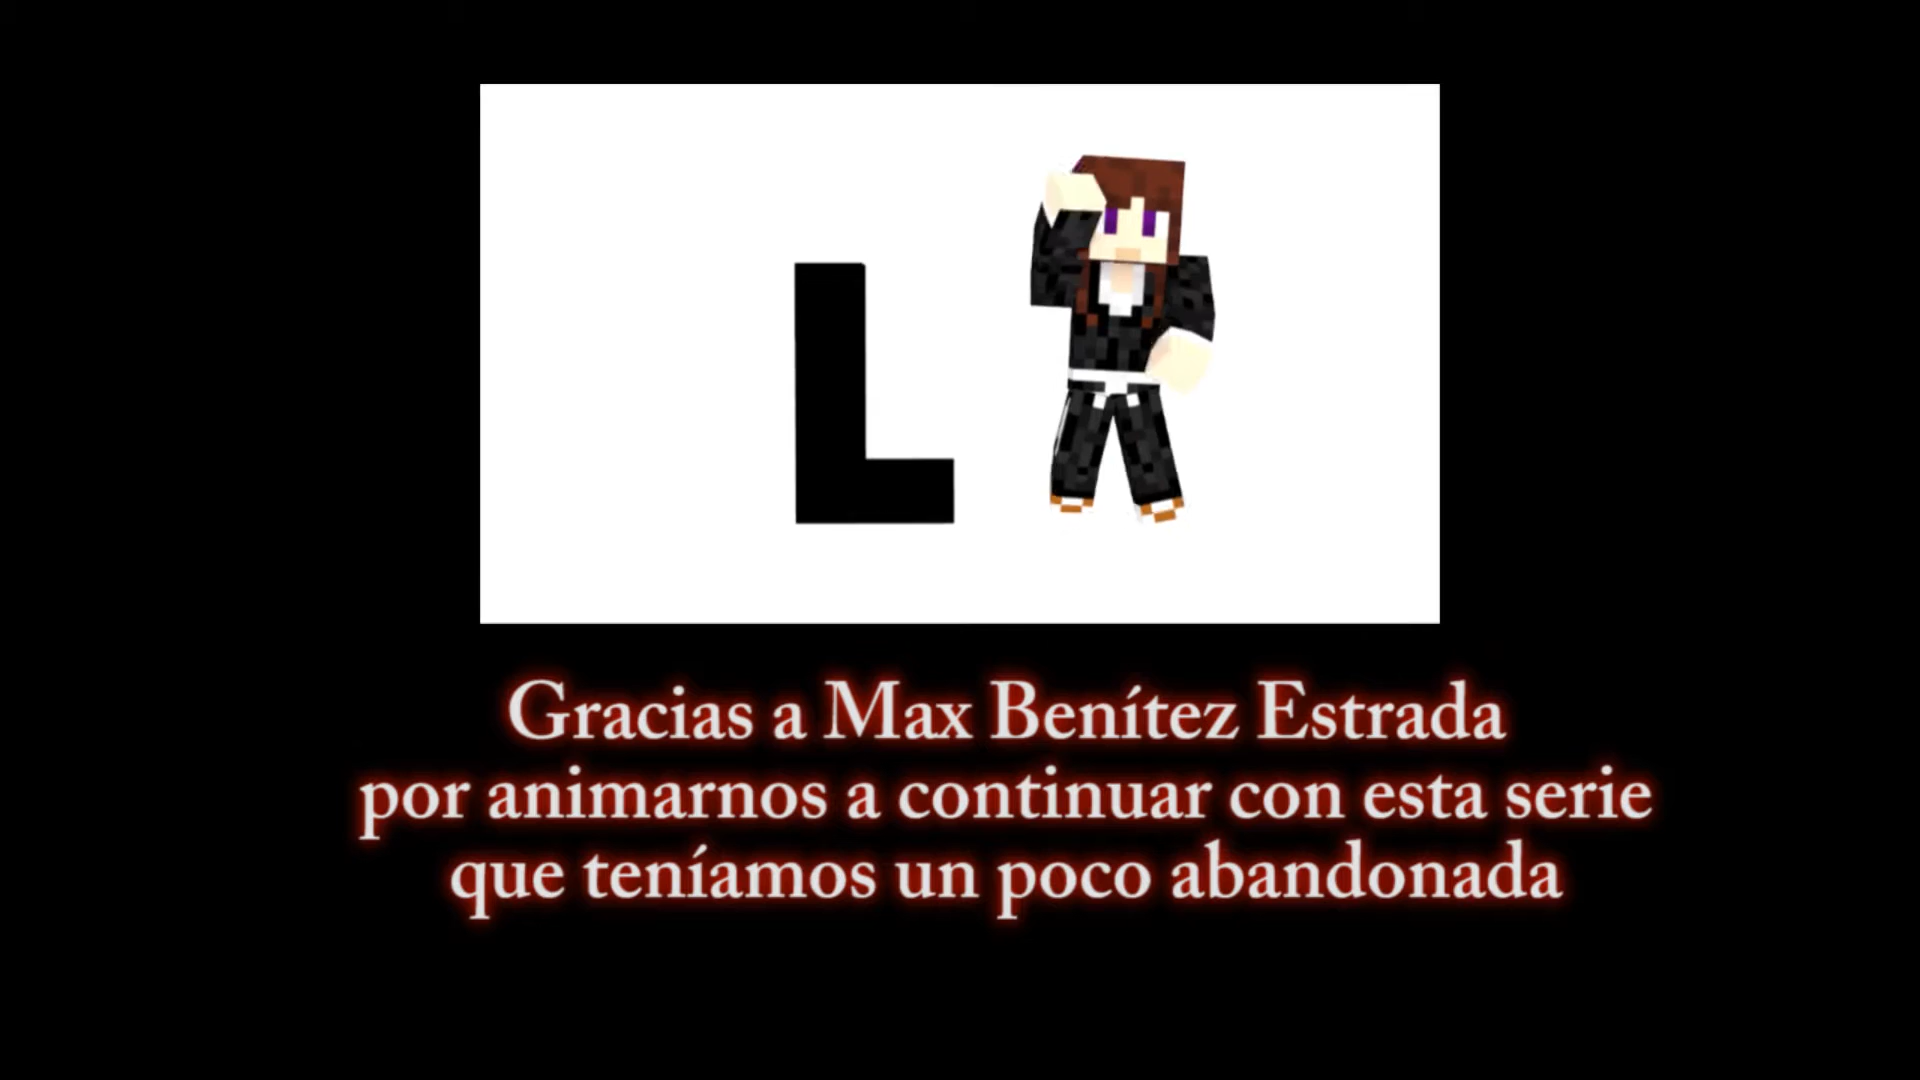 L
Gracias a Max Benítez Estrada
por animarnos a continuar con esta serie
que teníamos un poco abandonada